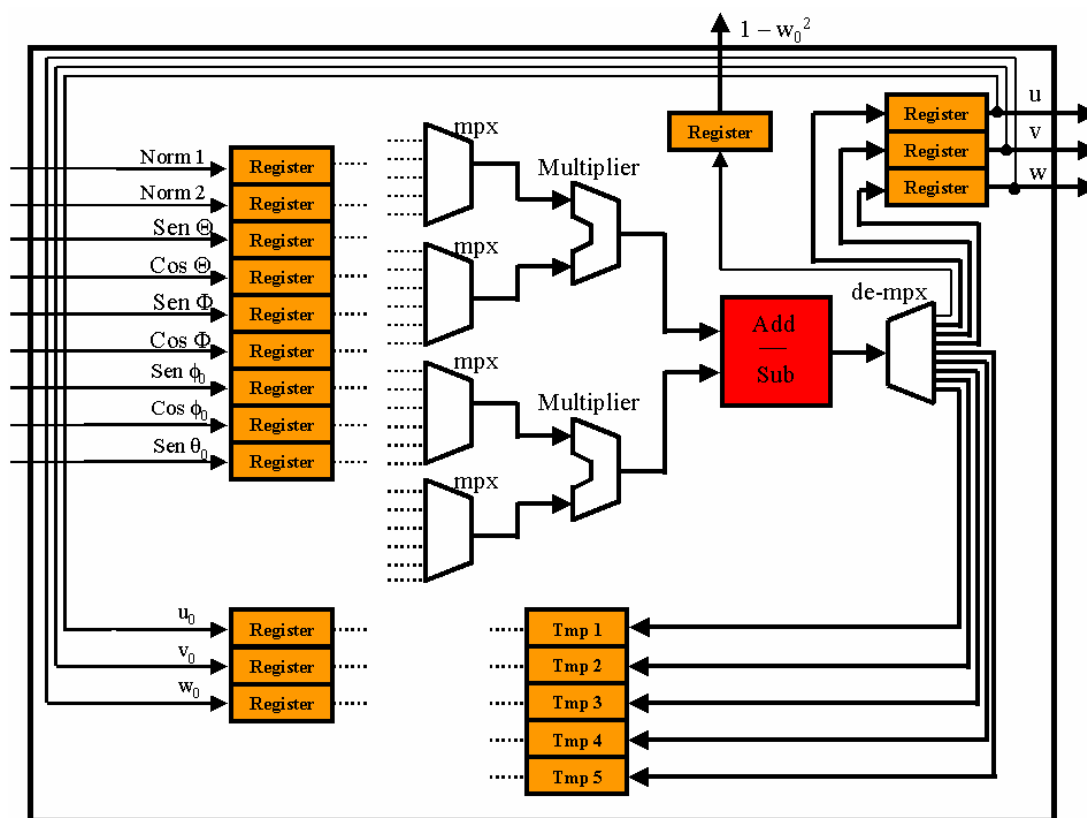 1 – w₀²
u
v
w
Register
Register
Register
Register
mpx
Multiplier
Norm 1
Register
Norm 2
Register
Sen Θ
Register
Cos Θ
Register
Sen Φ
Register
Cos Φ
Register
Sen ϕ₀
Register
Cos ϕ₀
Register
Sen θ₀
Register
mpx
de-mpx
Add
Sub
mpx
Multiplier
mpx
u₀
Register
v₀
Register
w₀
Register
Tmp 1
Tmp 2
Tmp 3
Tmp 4
Tmp 5